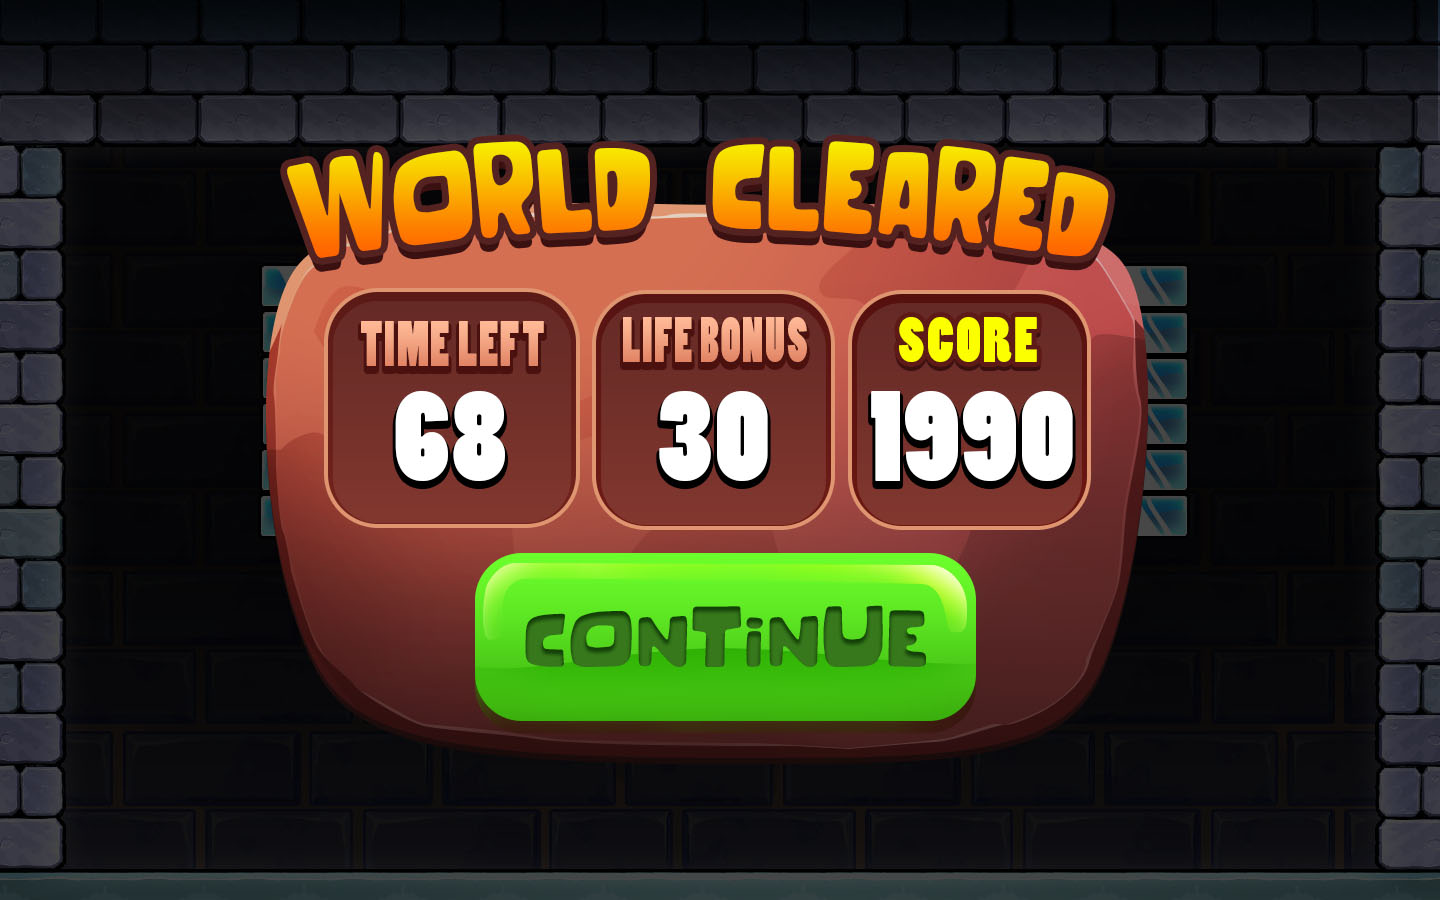 WORLD CLEARED
TIME LEFT
68
LIFE BONUS
30
SCORE
1990
CONTiNUE